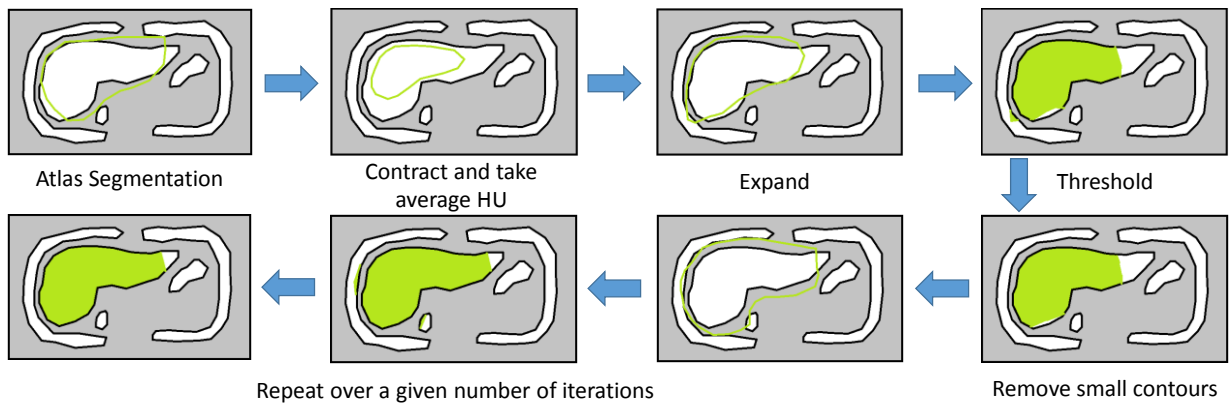 Atlas Segmentation
Contract and take
average HU
Expand
Threshold
Repeat over a given number of iterations
Remove small contours